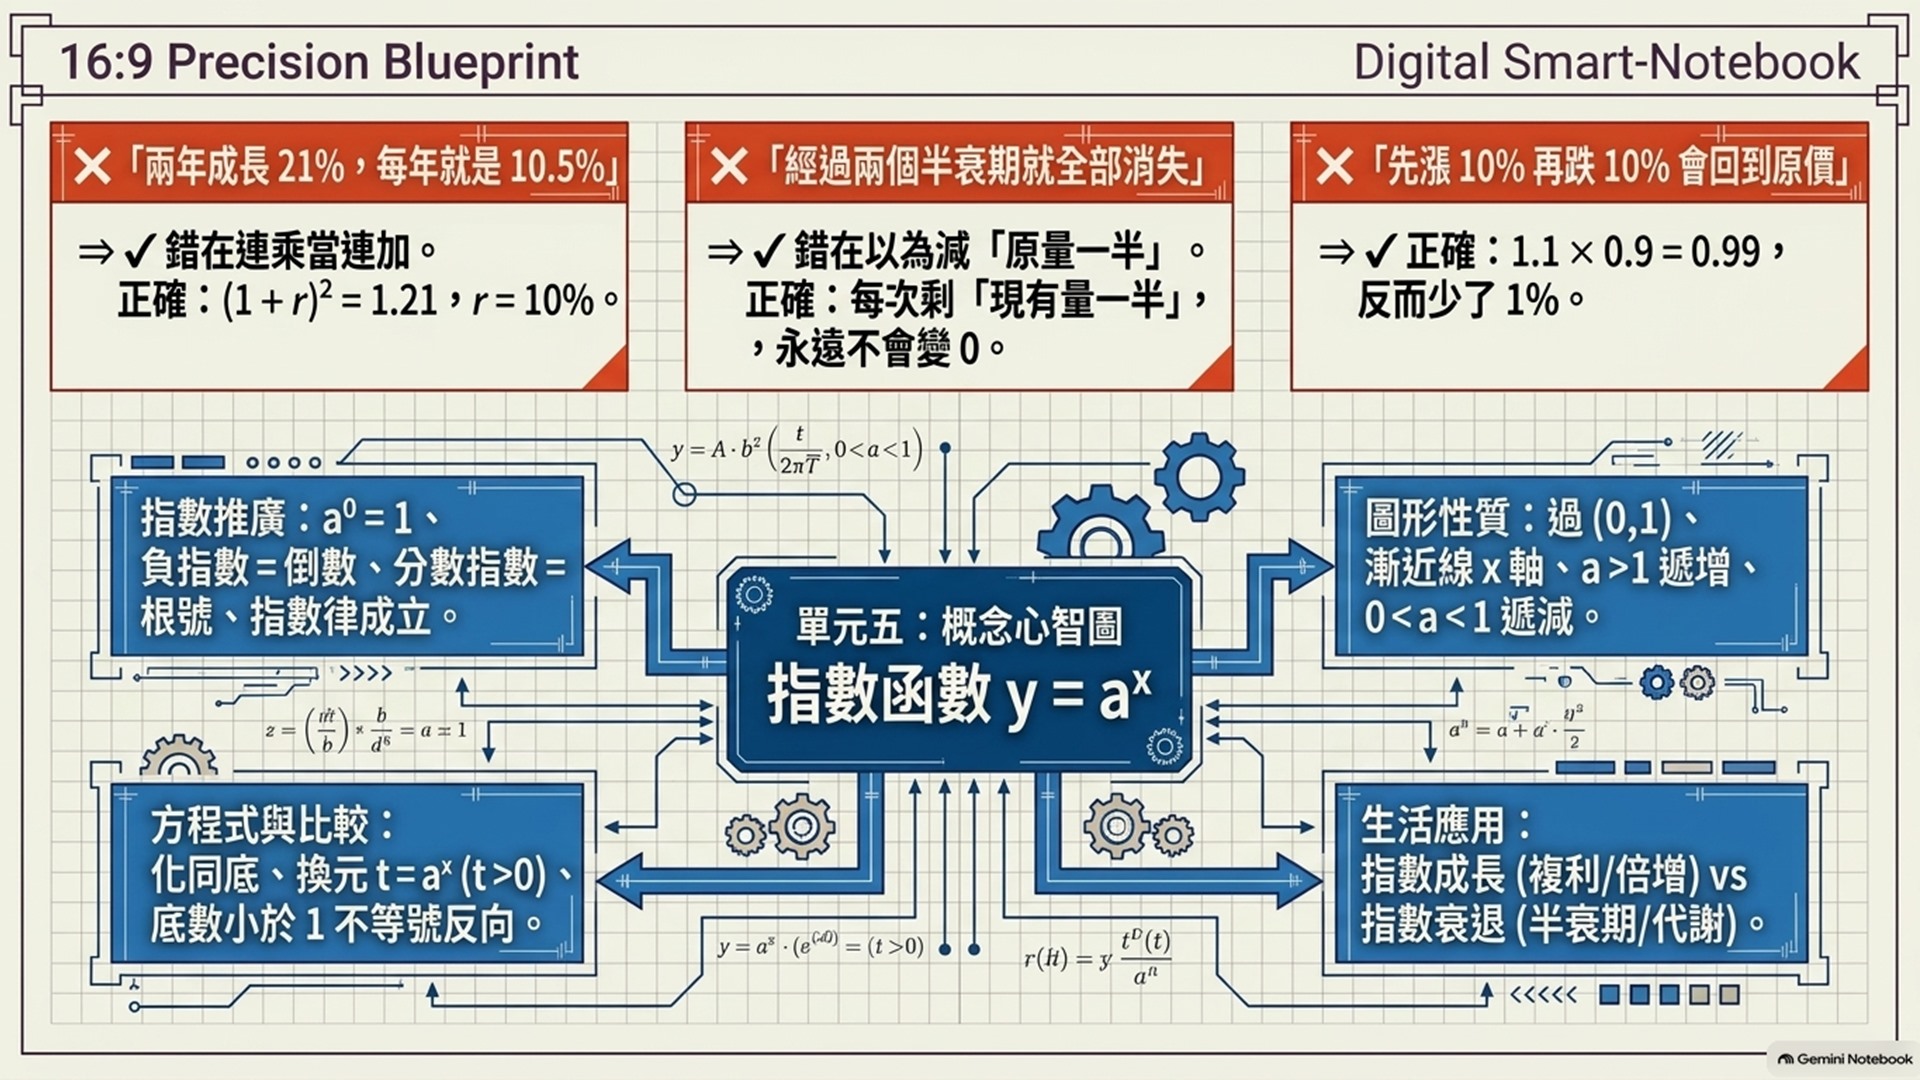 16:9 Precision Blueprint
Digital Smart-Notebook
✕「兩年成長 21%，每年就是 10.5%」
⇒ ✓ 錯在連乘當連加。
正確：(1 + r)² = 1.21，r = 10%。
✕「經過兩個半衰期就全部消失」
⇒ ✓ 錯在以為減「原量一半」。
正確：每次剩「現有量一半」，
，永遠不會變 0。
✕「先漲 10% 再跌 10% 會回到原價」
⇒ ✓ 正確：1.1 × 0.9 = 0.99，
反而少了 1%。
y = A · b² (t / 2πT̅, 0 < a < 1)
指數推廣：a⁰ = 1、
負指數 = 倒數、分數指數 =
根號、指數律成立。
圖形性質：過 (0,1)、
漸近線 x 軸、a >1 遞增、
0 < a < 1 遞減。
單元五：概念心智圖
指數函數 y = aˣ
方程式與比較：
化同底、換元 t = aˣ (t >0)、
底數小於 1 不等號反向。
生活應用：
指數成長 (複利/倍增) vs
指數衰退 (半衰期/代謝)。
= (t >0)
Gemini Notebook